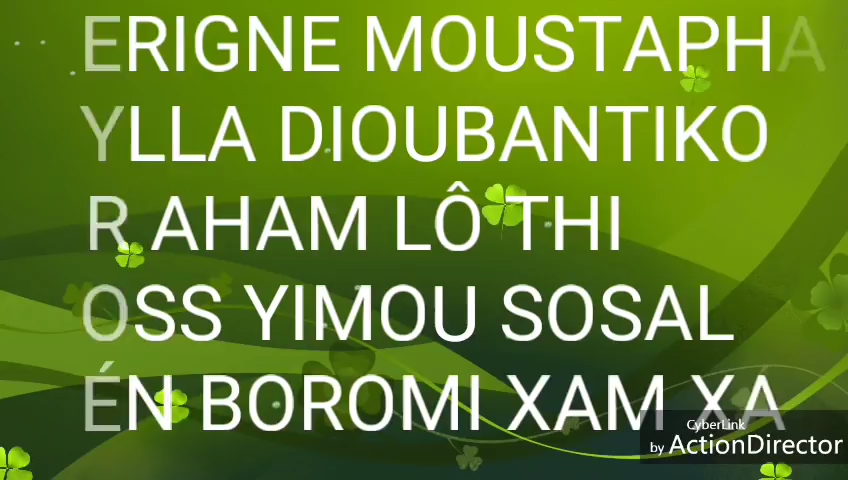 ERIGNE MOUSTAPHA
YLLA DIOUBANTIKO
R AHAM LÔ THI
OSS YIMOU SOSAL
ÉN BOROMI XAM XA
CyberLink
by ActionDirector